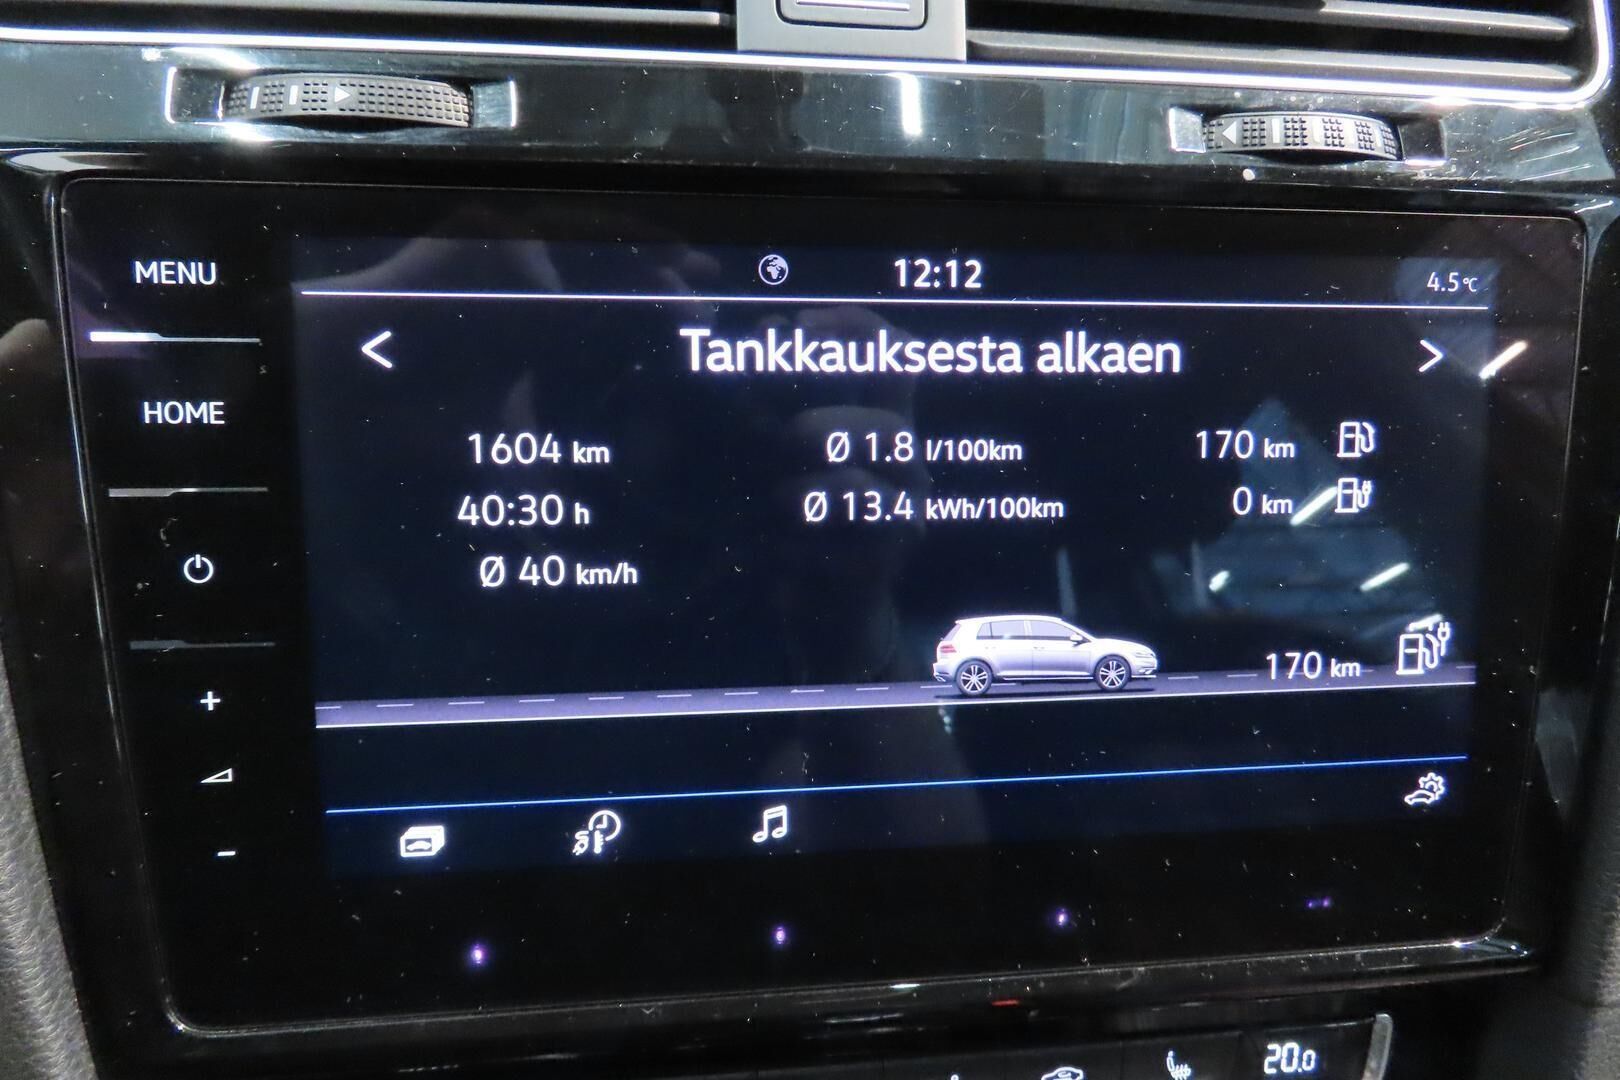 MENU
HOME
12:12
4.5°C
Tankkauksesta alkaen
1604 km
Ø 1.8 l/100km
170 km
40:30 h
Ø 13.4 kWh/100km
0 km
Ø 40 km/h
170 km
20.0